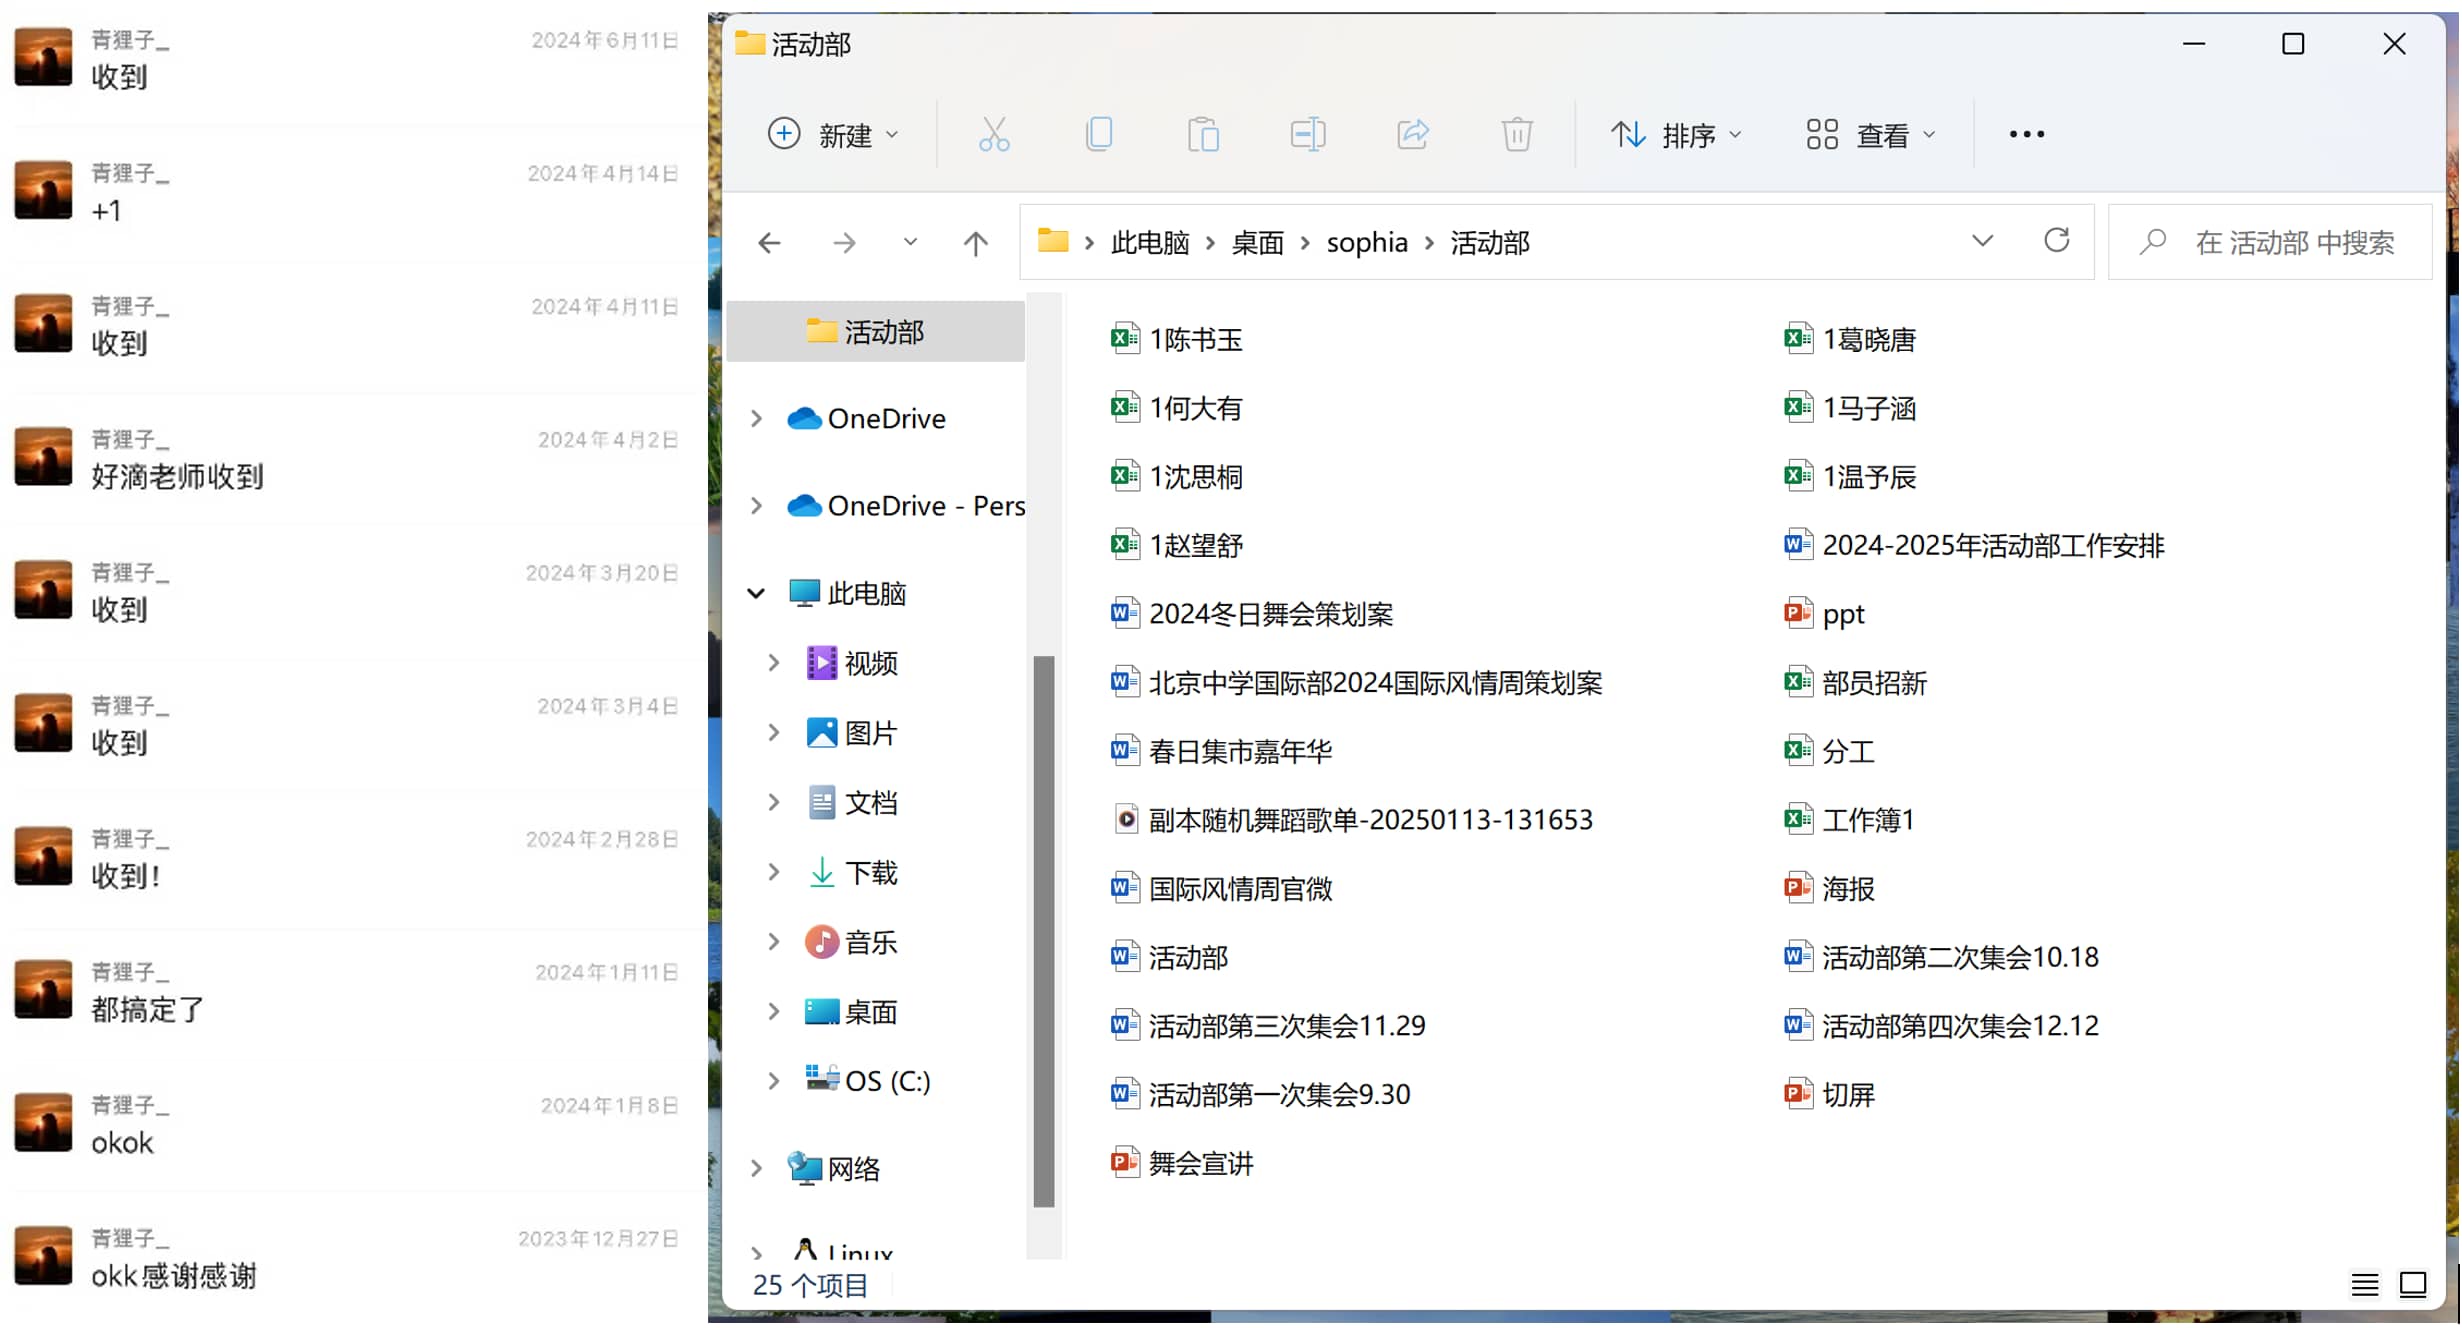 青狸子_
2024年6月11日
收到
青狸子_
2024年4月14日
+1
青狸子_
2024年4月11日
收到
青狸子_
2024年4月2日
好滴老师收到
青狸子_
2024年3月20日
收到
青狸子_
2024年3月4日
收到
青狸子_
2024年2月28日
收到！
青狸子_
2024年1月11日
都搞定了
青狸子_
2024年1月8日
okok
青狸子_
2023年12月27日
okk感谢感谢
活动部
新建
排序
查看
此电脑 > 桌面 > sophia > 活动部
在 活动部 中搜索
活动部
OneDrive
OneDrive - Pers
此电脑
视频
图片
文档
下载
音乐
桌面
OS (C:)
网络
Linux
1陈书玉
1葛晓唐
1何大有
1马子涵
1沈思桐
1温予辰
1赵望舒
2024-2025年活动部工作安排
2024冬日舞会策划案
ppt
北京中学国际部2024国际风情周策划案
部员招新
春日集市嘉年华
分工
副本随机舞蹈歌单-20250113-131653
工作簿1
国际风情周官微
海报
活动部
活动部第二次集会10.18
活动部第三次集会11.29
活动部第四次集会12.12
活动部第一次集会9.30
切屏
舞会宣讲
25 个项目